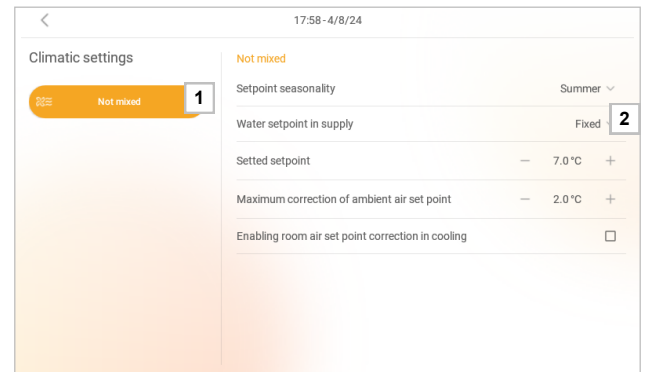 17:58-4/8/24
Climatic settings
Not mixed
1
Not mixed
Setpoint seasonality Summer
Water setpoint in supply Fixed
2
Setted setpoint — 7.0 °C +
Maximum correction of ambient air set point — 2.0 °C +
Enabling room air set point correction in cooling